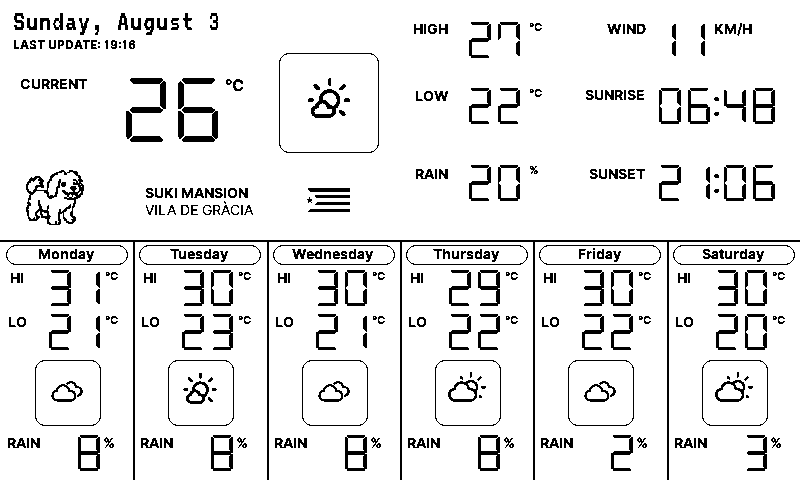 Sunday, August 3
LAST UPDATE: 19:16
CURRENT 26 °C
HIGH 27 °C
LOW 22 °C
RAIN 20 %
WIND 11 KM/H
SUNRISE 06:48
SUNSET 21:06
SUKI MANSION
VILA DE GRÀCIA
Monday
HI 31 °C
LO 21 °C
RAIN 8 %
Tuesday
HI 30 °C
LO 23 °C
RAIN 8 %
Wednesday
HI 30 °C
LO 21 °C
RAIN 8 %
Thursday
HI 29 °C
LO 22 °C
RAIN 8 %
Friday
HI 30 °C
LO 22 °C
RAIN 2 %
Saturday
HI 30 °C
LO 20 °C
RAIN 3 %